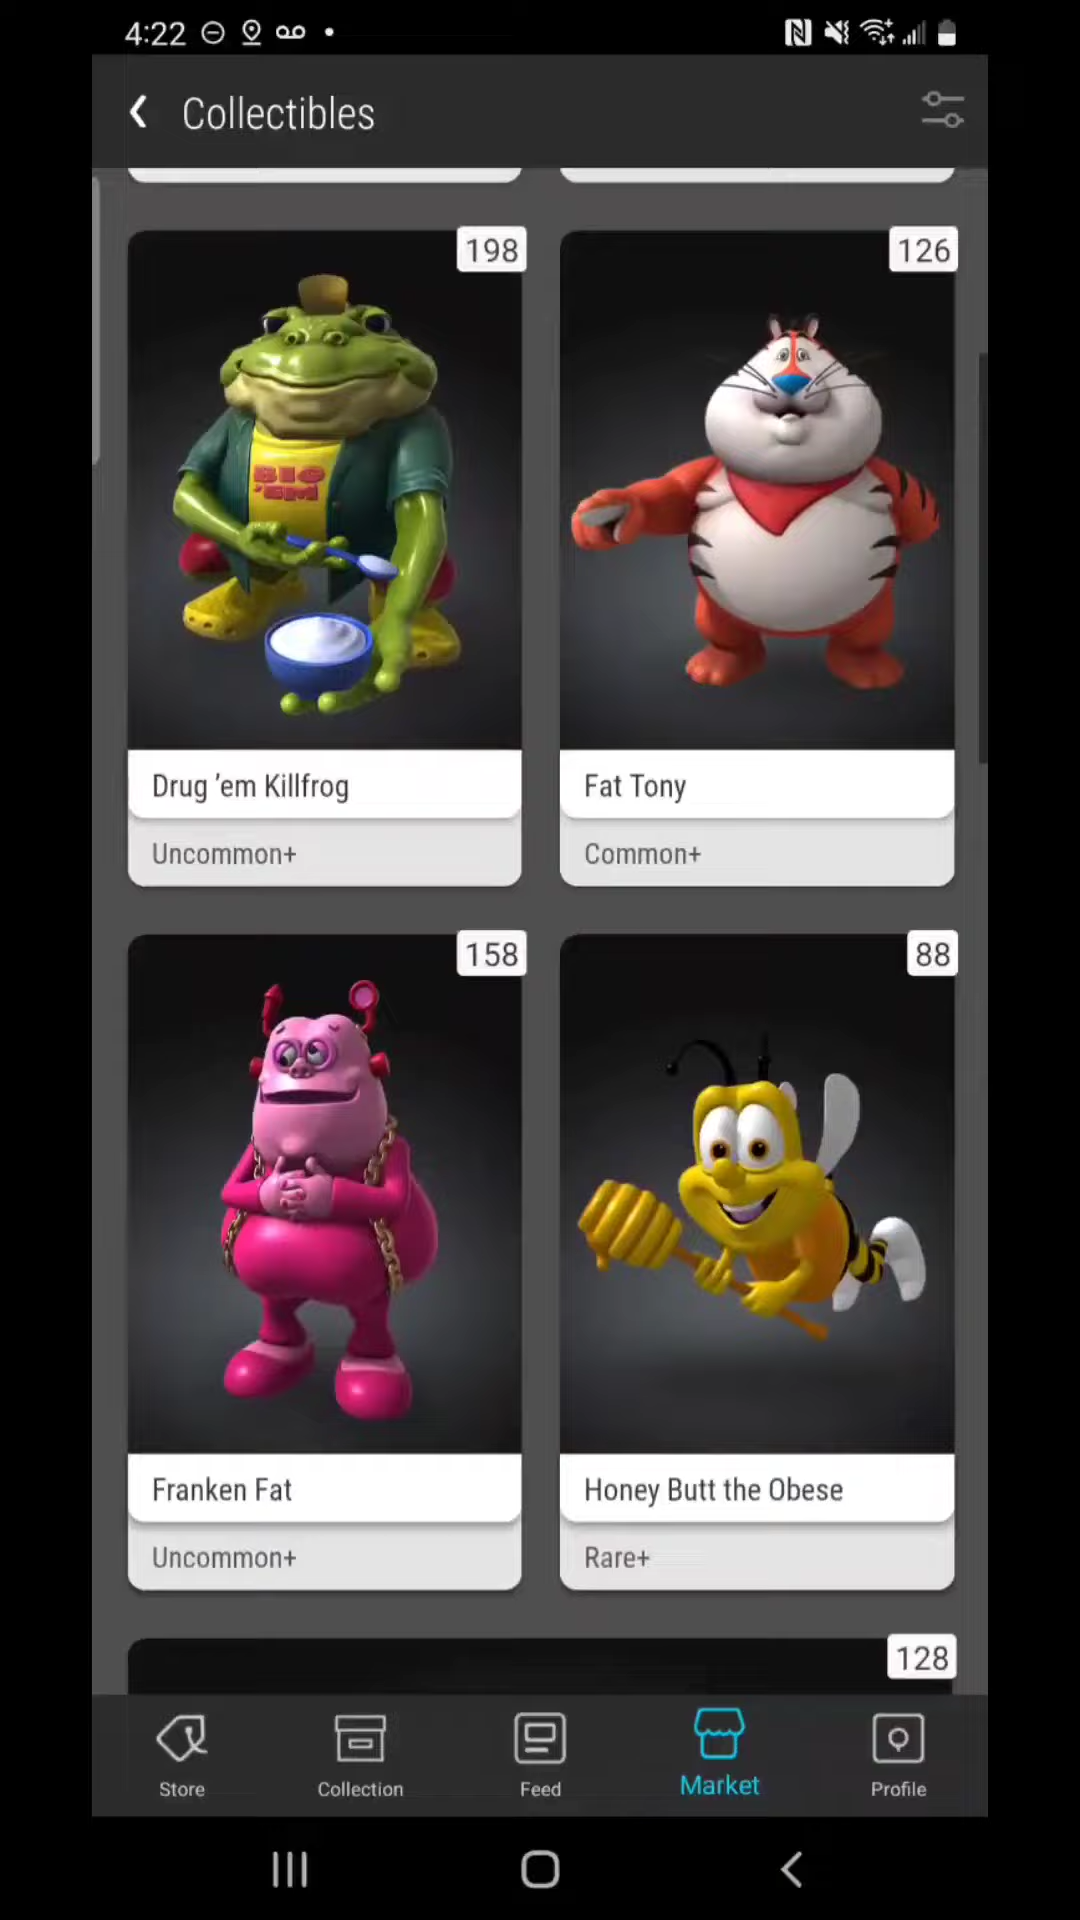 4:22
Collectibles
198
126
BIG
'EM
Drug ’em Killfrog
Fat Tony
Uncommon+
Common+
158
88
Franken Fat
Honey Butt the Obese
Uncommon+
Rare+
128
Store
Collection
Feed
Market
Profile